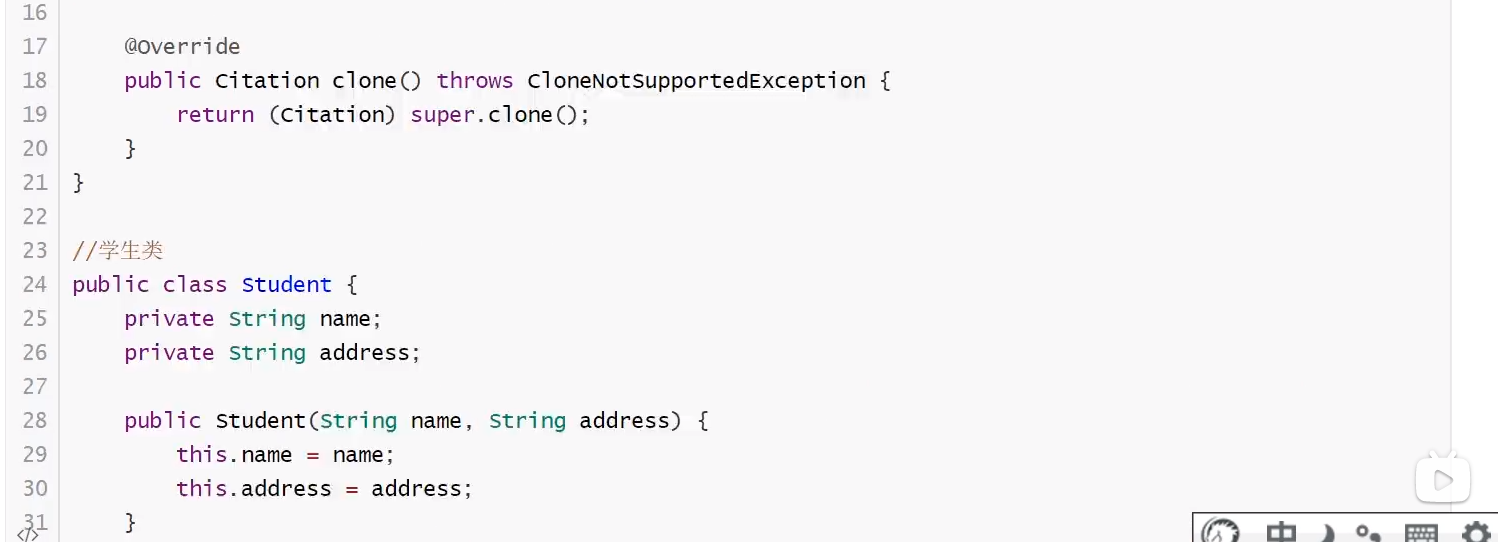 16
17 @Override
18 public Citation clone() throws CloneNotSupportedException {
19 return (Citation) super.clone();
20 }
21 }
22
23 //学生类
24 public class Student {
25 private String name;
26 private String address;
27
28 public Student(String name, String address) {
29 this.name = name;
30 this.address = address;
31 }
</>
中